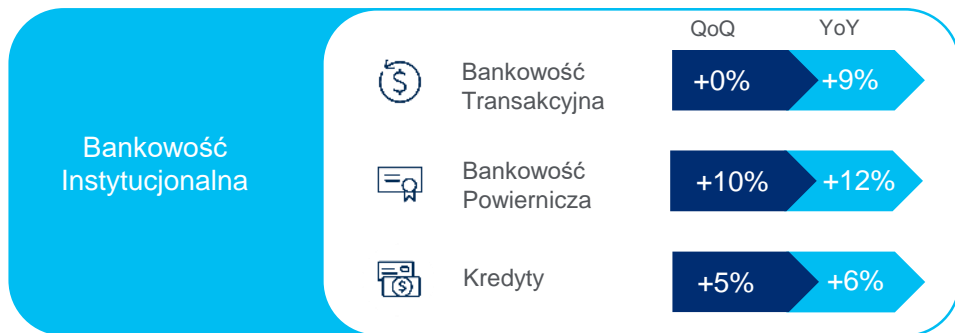 QoQ YoY
Bankowość
Transakcyjna
+0% +9%
Bankowość
Instytucjonalna
Bankowość
Powiernicza
+10% +12%
Kredyty
+5% +6%